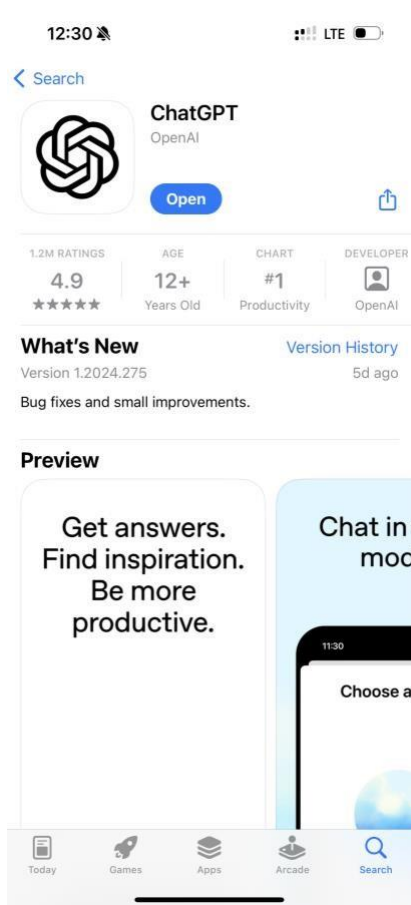 12:30
LTE
Search
ChatGPT
OpenAI
Open
1.2M RATINGS
4.9
AGE
12+
Years Old
CHART
#1
Productivity
DEVELOPER
OpenAI
What's New
Version History
Version 1.2024.275
5d ago
Bug fixes and small improvements.
Preview
Get answers.
Find inspiration.
Be more
productive.
Chat in
mod
11:30
Choose a
Today
Games
Apps
Arcade
Search